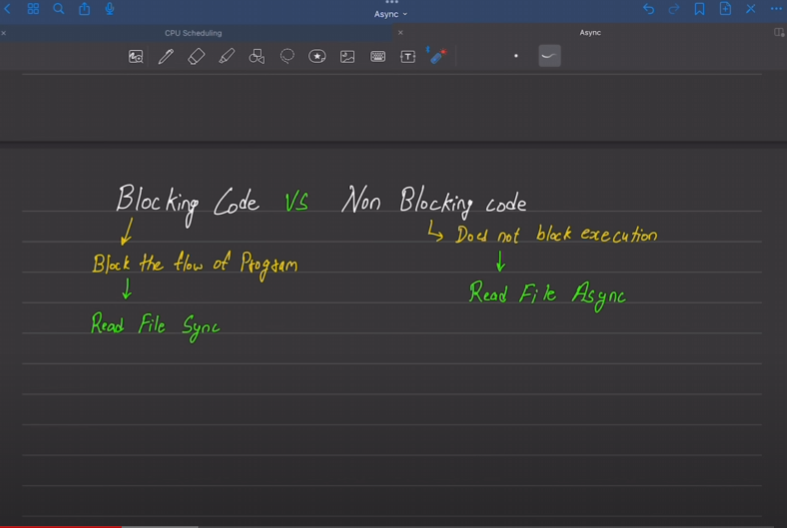 Async
CPU Scheduling
Async
Blocking Code VS Non Blocking code
Does not block execution
Block the flow of Program
Read File Async
Read File Sync